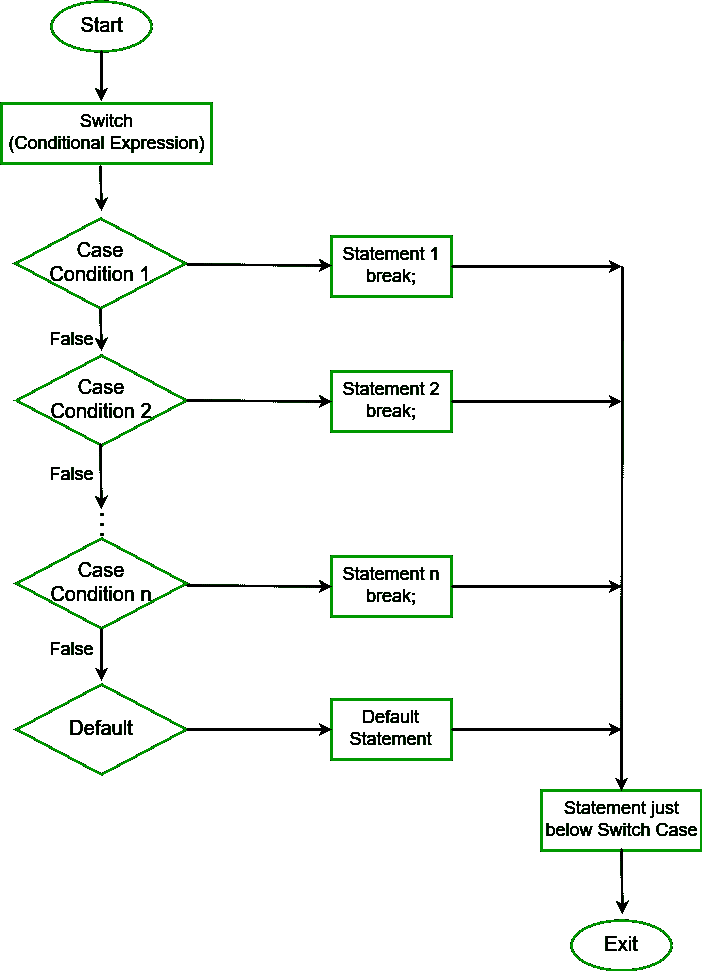 Start
Switch
(Conditional Expression)
Case
Condition 1
Statement 1
break;
False
Case
Condition 2
Statement 2
break;
False
Case
Condition n
Statement n
break;
False
Default
Default
Statement
Statement just
below Switch Case
Exit